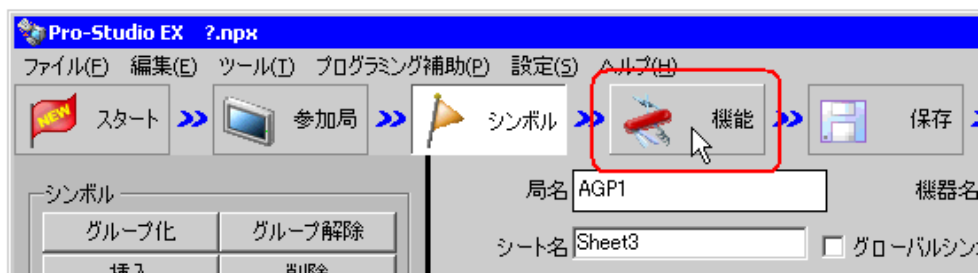 Pro-Studio EX ?.npx
ファイル(F) 編集(E) ツール(T) プログラミング補助(P) 設定(S) ヘルプ(H)
NEW スタート 参加局 シンボル 機能 保存
局名 AGP1 機器名
シンボル
グループ化 グループ解除
シート名 Sheet3 グローバルシン
挿入 削除